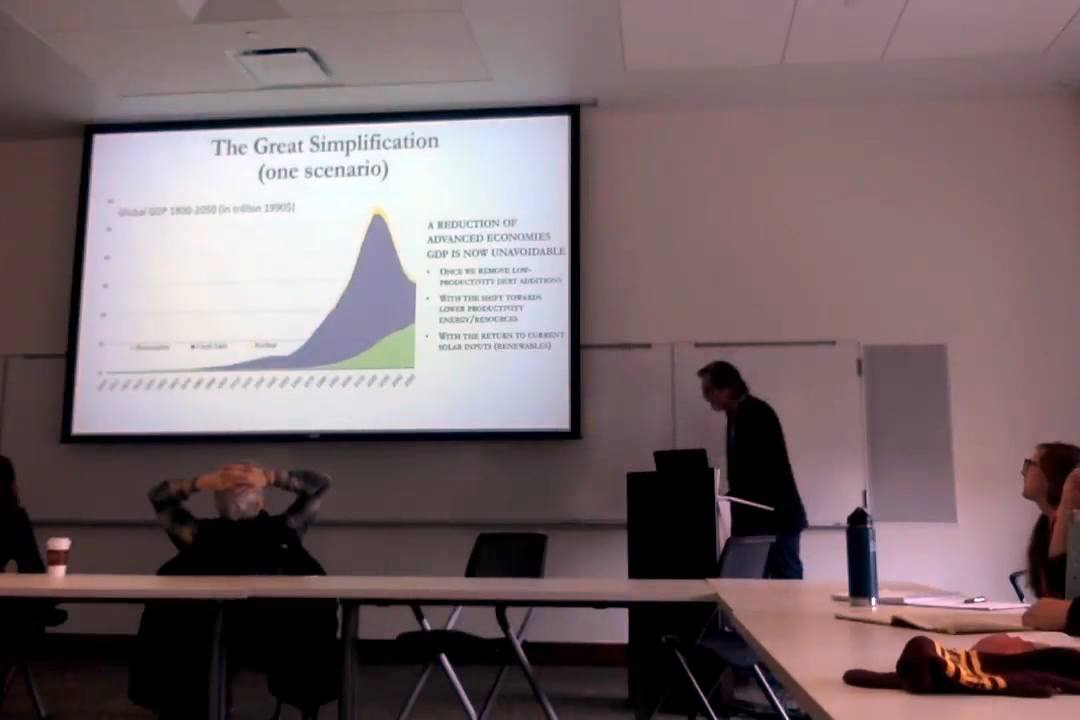 The Great Simplification
(one scenario)
Global GDP 1800-2050 (in trillion 1990$)
A REDUCTION OF
ADVANCED ECONOMIES
GDP IS NOW UNAVOIDABLE
• ONCE WE REMOVE LOW-
PRODUCTIVITY DEBT ADDITIONS
• WITH THE SHIFT TOWARDS
LOWER PRODUCTIVITY
ENERGY/RESOURCES
• WITH THE RETURN TO CURRENT
SOLAR INPUTS (RENEWABLES)